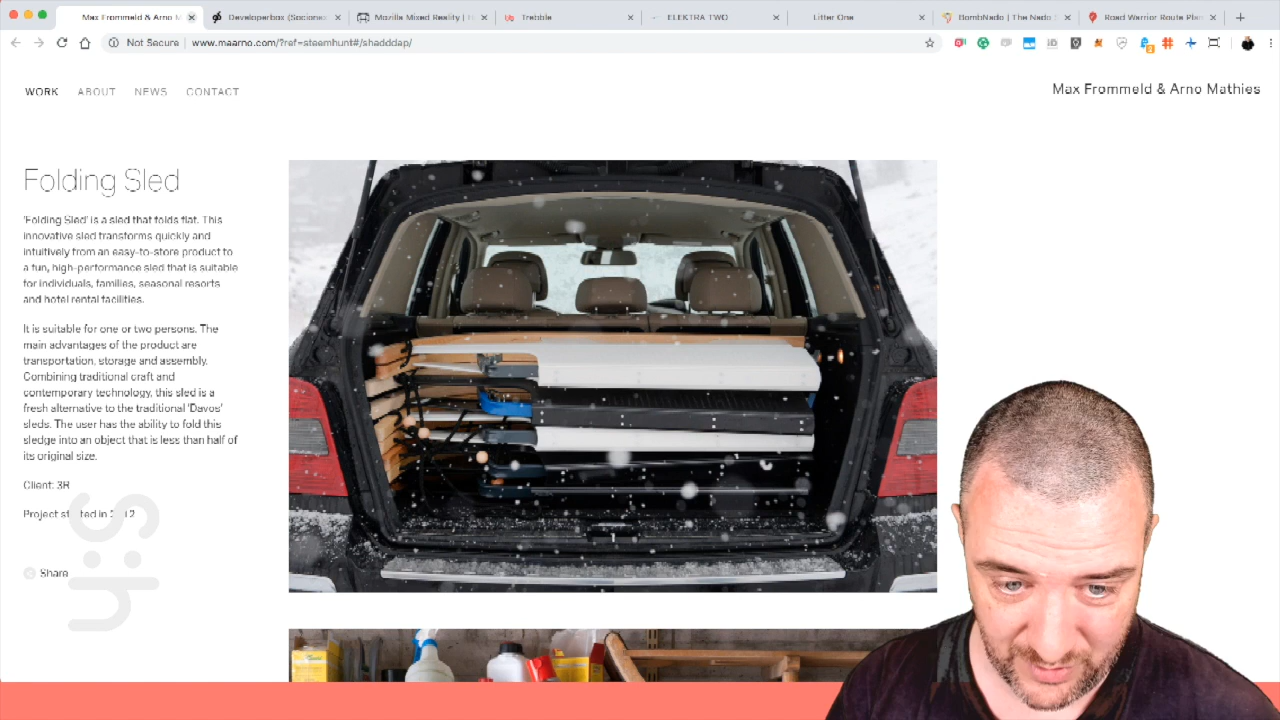 Max Frommeld & Arno M
Developerbox (Socionex
Mozilla Mixed Reality | H
Trebble
ELEKTRA TWO
Litter One
BombNado | The Nado S
Road Warrior Route Plan
Not Secure www.maarno.com/?ref=steemhunt#/shadddap/
WORK ABOUT NEWS CONTACT
Max Frommeld & Arno Mathies
Folding Sled
'Folding Sled' is a sled that folds flat. This
innovative sled transforms quickly and
intuitively from an easy-to-store product to
a fun, high-performance sled that is suitable
for individuals, families, seasonal resorts
and hotel rental facilities.
It is suitable for one or two persons. The
main advantages of the product are
transportation, storage and assembly.
Combining traditional craft and
contemporary technology, this sled is a
fresh alternative to the traditional 'Davos'
sleds. The user has the ability to fold this
sledge into an object that is less than half of
its original size.
Client: 3R
Project started in 2012
Share